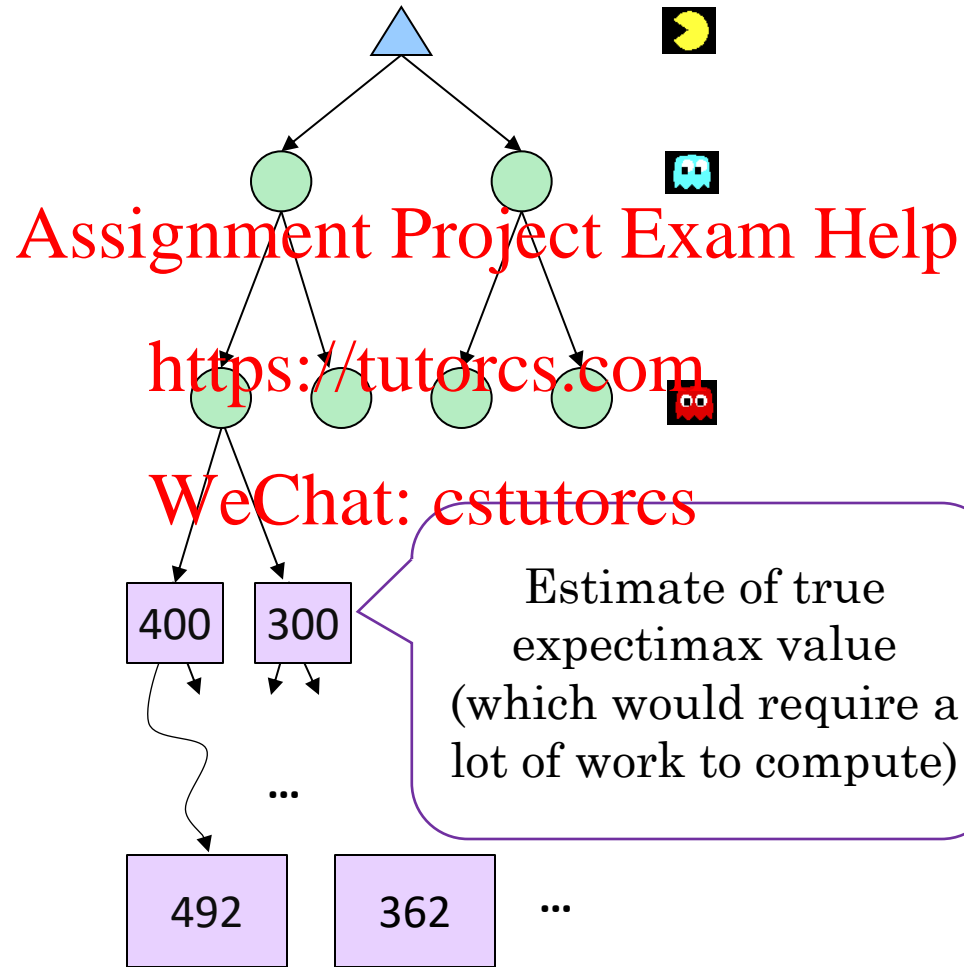 Assignment Project Exam Help
https://tutorcs.com
WeChat: cstutorcs
400
300
Estimate of true
expectimax value
(which would require a
lot of work to compute)
...
492
362
...